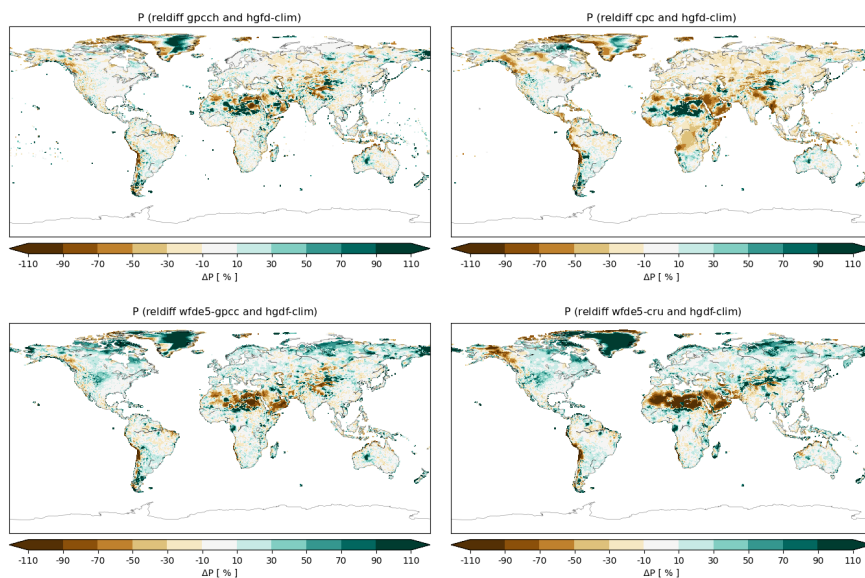 P (reldiff gpcch and hgfd-clim)
P (reldiff cpc and hgfd-clim)
-110 -90 -70 -50 -30 -10 10 30 50 70 90 110
-110 -90 -70 -50 -30 -10 10 30 50 70 90 110
ΔP [ % ]
ΔP [ % ]
P (reldiff wfde5-gpcc and hgdf-clim)
P (reldiff wfde5-cru and hgdf-clim)
-110 -90 -70 -50 -30 -10 10 30 50 70 90 110
-110 -90 -70 -50 -30 -10 10 30 50 70 90 110
ΔP [ % ]
ΔP [ % ]